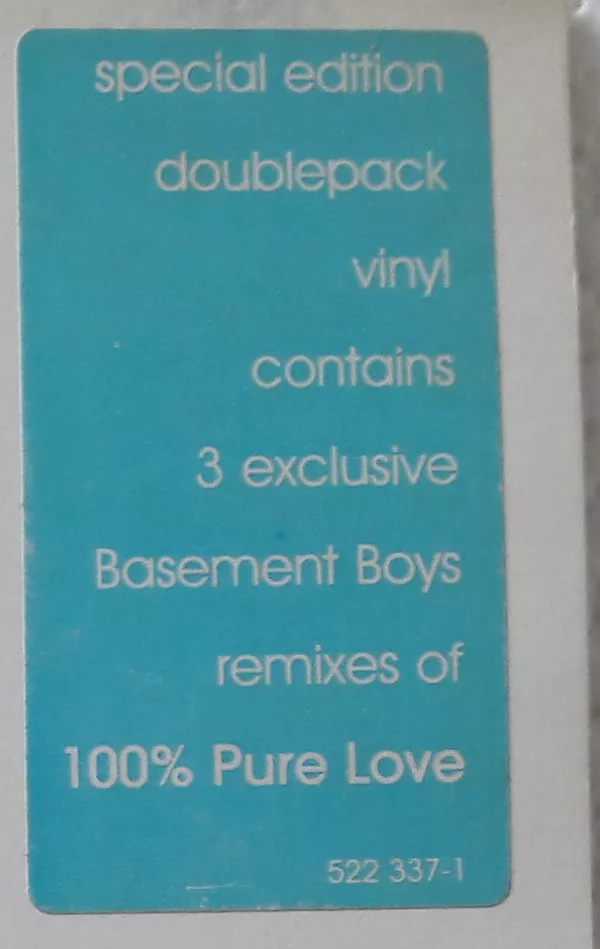 special edition
doublepack
vinyl
contains
3 exclusive
Basement Boys
remixes of
100% Pure Love
522 337-1